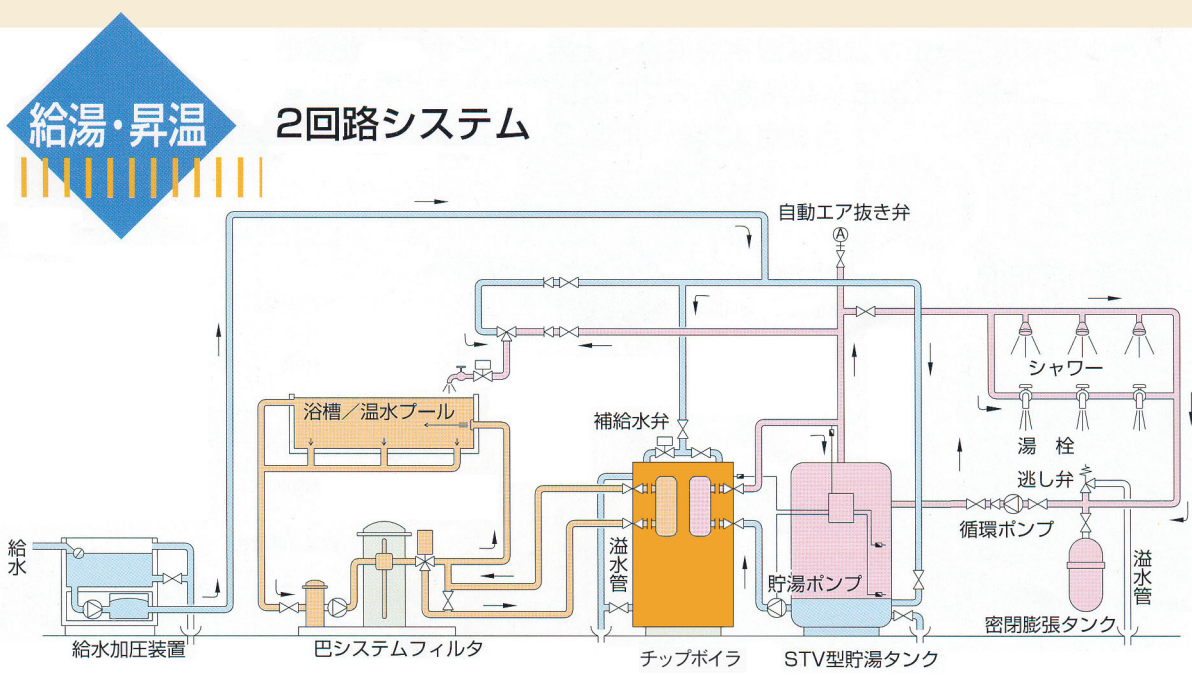 給湯・昇温
2回路システム
自動エア抜き弁
A
シャワー
浴槽／温水プール
補給水弁
湯栓
逃し弁
循環ポンプ
給水
溢水管
貯湯ポンプ
溢水管
密閉膨張タンク
給水加圧装置
巴システムフィルタ
チップボイラ
STV型貯湯タンク